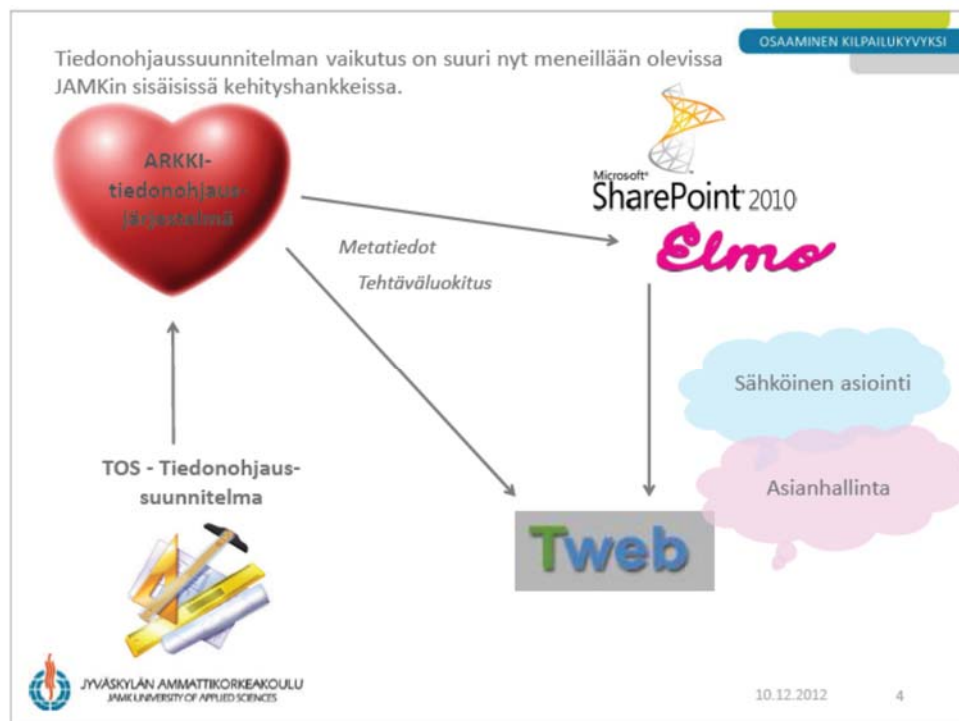 OSAAMINEN KILPAILUKYVYKSI
Tiedonohjaussuunnitelman vaikutus on suuri nyt meneillään olevissa
JAMKin sisäisissä kehityshankkeissa.
ARKKI-
tiedonohjaus-
järjestelmä
Microsoft®
SharePoint 2010
Elmo
Metatiedot
Tehtäväluokitus
Sähköinen asiointi
Asianhallinta
TOS - Tiedonohjaus-
suunnitelma
Tweb
JYVÄSKYLÄN AMMATTIKORKEAKOULU
JAMK UNIVERSITY OF APPLIED SCIENCES
10.12.2012 4